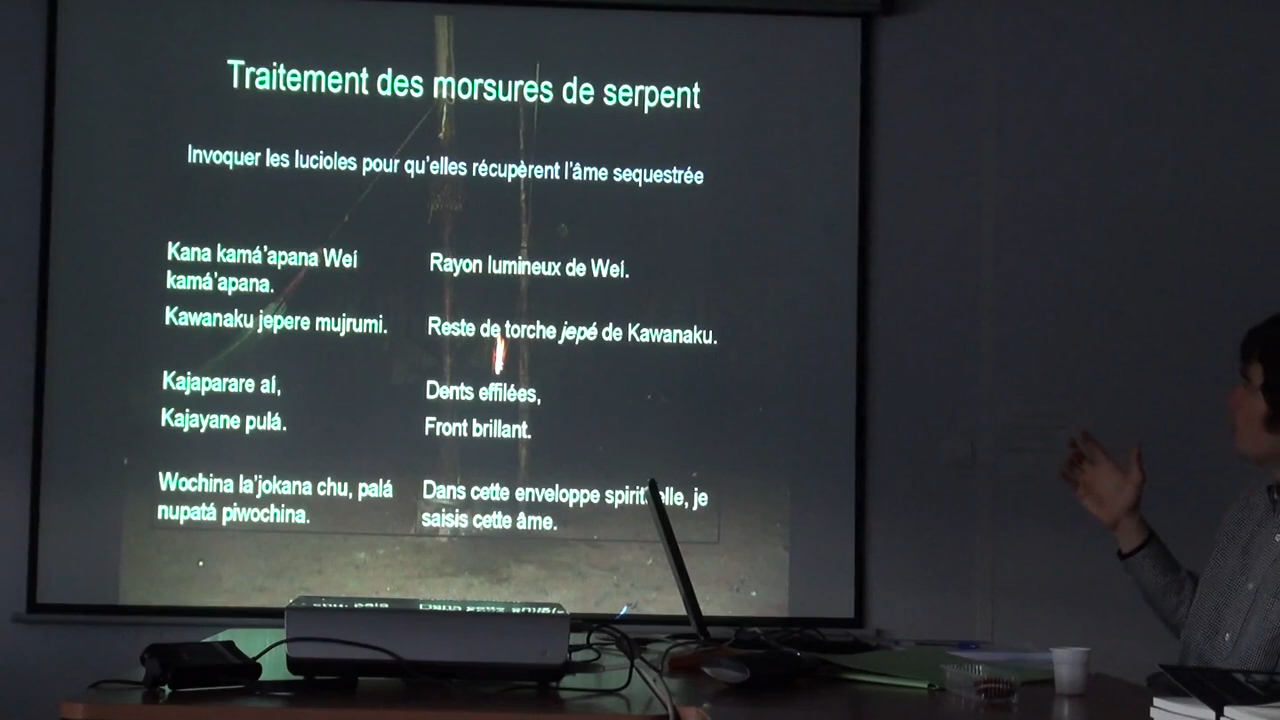 Traitement des morsures de serpent
Invoquer les lucioles pour qu'elles récupèrent l'âme sequestrée
Kana kamá'apana Weí
kamá'apana.
Rayon lumineux de Weí.
Kawanaku jepere mujrumi.
Reste de torche jepé de Kawanaku.
Kajaparare aí,
Dents effilées,
Kajayane pulá.
Front brillant.
Wochina la'jokana chu, palá
nupatá piwochina.
Dans cette enveloppe je
saisis cette âme.